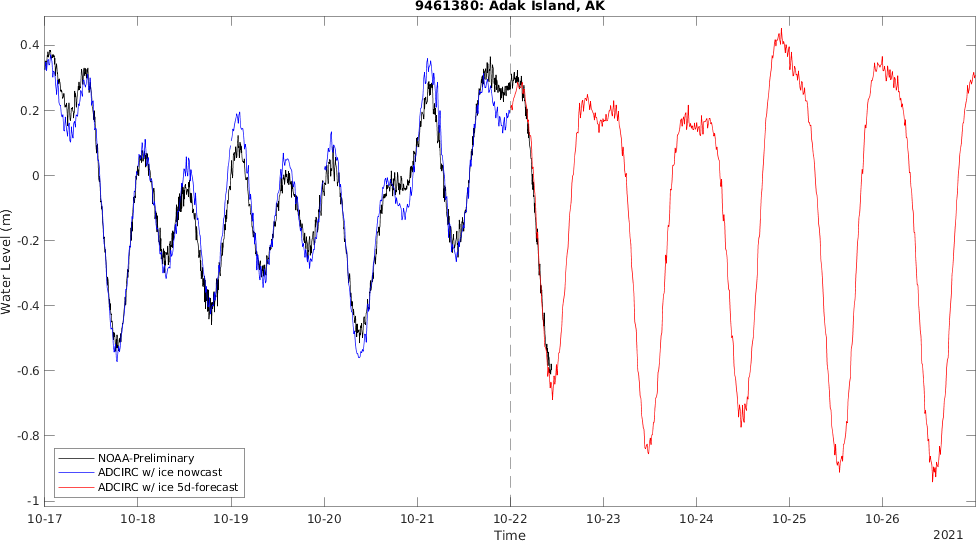 9461380: Adak Island, AK
0.4
0.2
0
-0.2
-0.4
-0.6
-0.8
-1
Water Level (m)
NOAA-Preliminary
ADCIRC w/ ice nowcast
ADCIRC w/ ice 5d-forecast
10-17 10-18 10-19 10-20 10-21 10-22 10-23 10-24 10-25 10-26
Time
2021